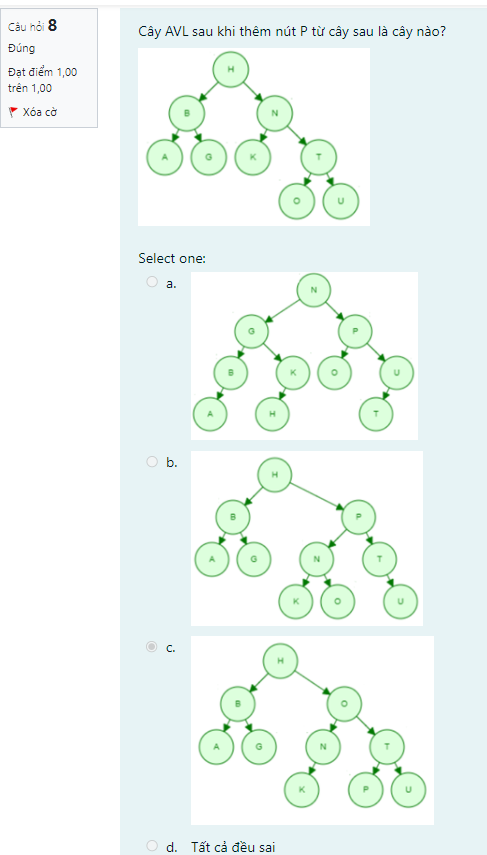 Câu hỏi 8
Đúng
Đạt điểm 1,00
trên 1,00
Xóa cờ
Cây AVL sau khi thêm nút P từ cây sau là cây nào?
H
B N
A G K T
O U
Select one:
a.
N
G P
B K O U
A H T
b.
H
B P
A G N T
K O U
c.
H
B O
A G N T
K P U
d. Tất cả đều sai